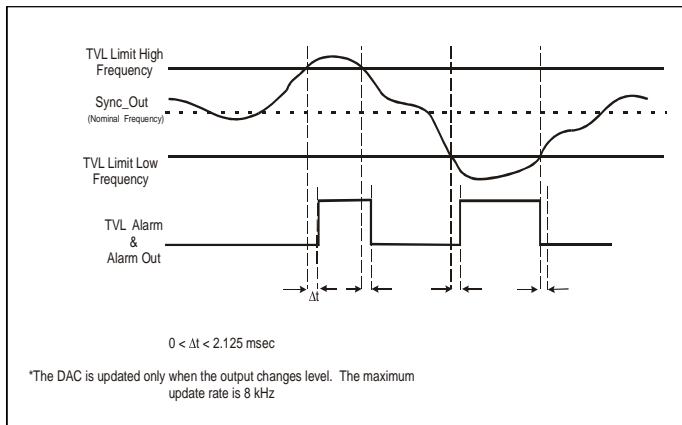 TVL Limit High
Frequency
Sync_Out
(Nominal Frequency)
TVL Limit Low
Frequency
TVL Alarm
&
Alarm Out
Δt
0 < Δt < 2.125 msec
*The DAC is updated only when the output changes level. The maximum
update rate is 8 kHz